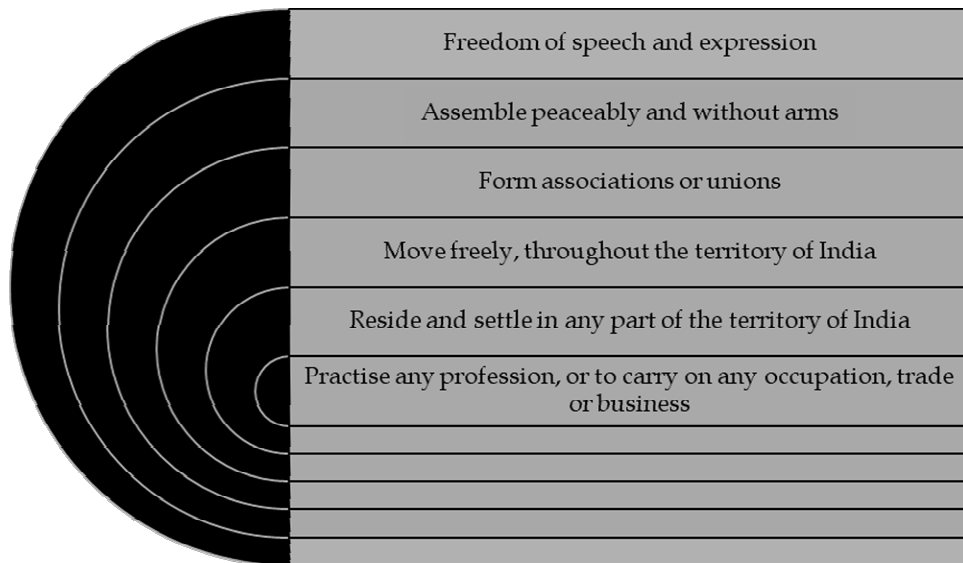 Freedom of speech and expression
Assemble peaceably and without arms
Form associations or unions
Move freely, throughout the territory of India
Reside and settle in any part of the territory of India
Practise any profession, or to carry on any occupation, trade
or business